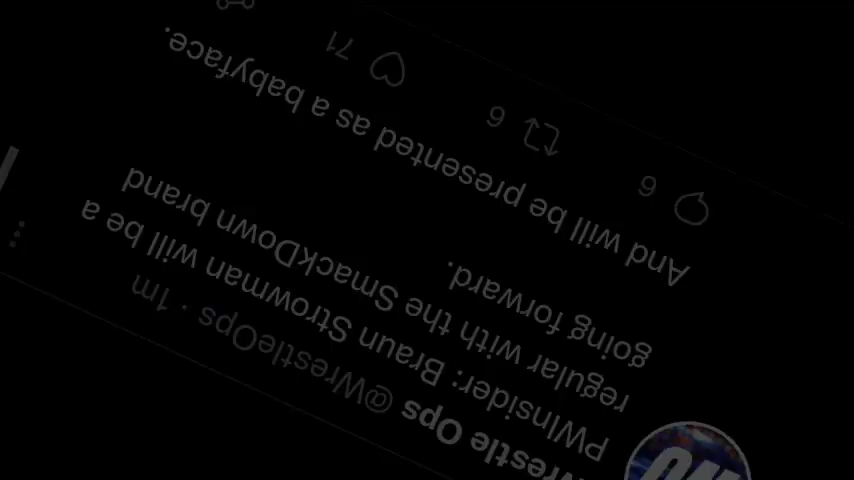 Wrestle Ops @WrestleOps · 1m
PWInsider: Braun Strowman will be a
regular with the SmackDown brand
going forward.
And will be presented as a babyface.
6 6 71